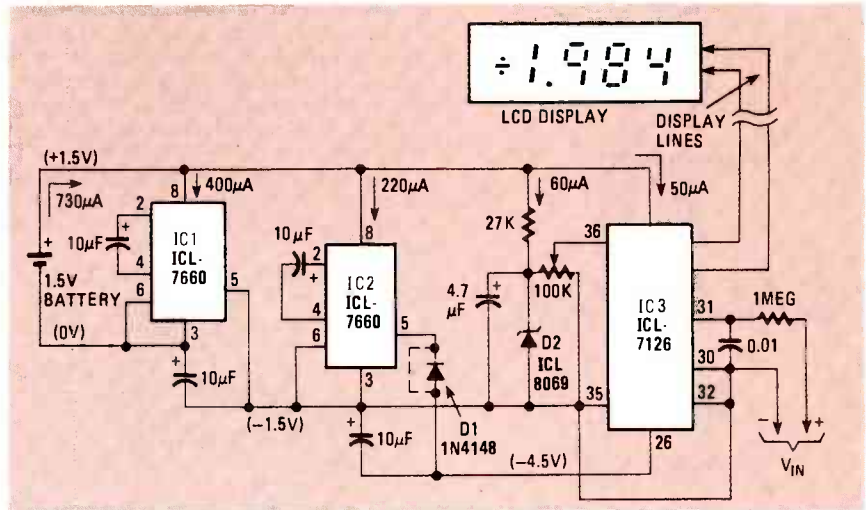 ÷1.984
LCD DISPLAY
DISPLAY
LINES
(+1.5V)
730µA
8
400µA
220µA
60µA
50µA
2
10µF
+
4
6
IC1
ICL-
7660
5
3
+
1.5V
BATTERY
(0V)
+
10µF
(−1.5V)
8
10µF
2
+
4
6
IC2
ICL-
7660
5
3
+
10µF
D1
1N4148
(−4.5V)
27K
4.7
µF
+
100K
D2
ICL
8069
36
IC3
ICL-
7126
35
31
30
32
26
1MEG
0.01
−
+
VIN